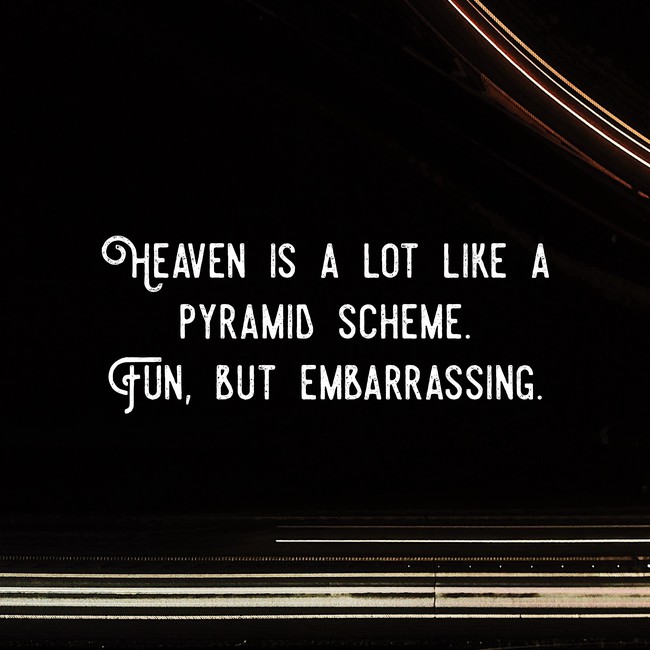 Heaven is a lot like a
pyramid scheme.
Fun, but embarrassing.